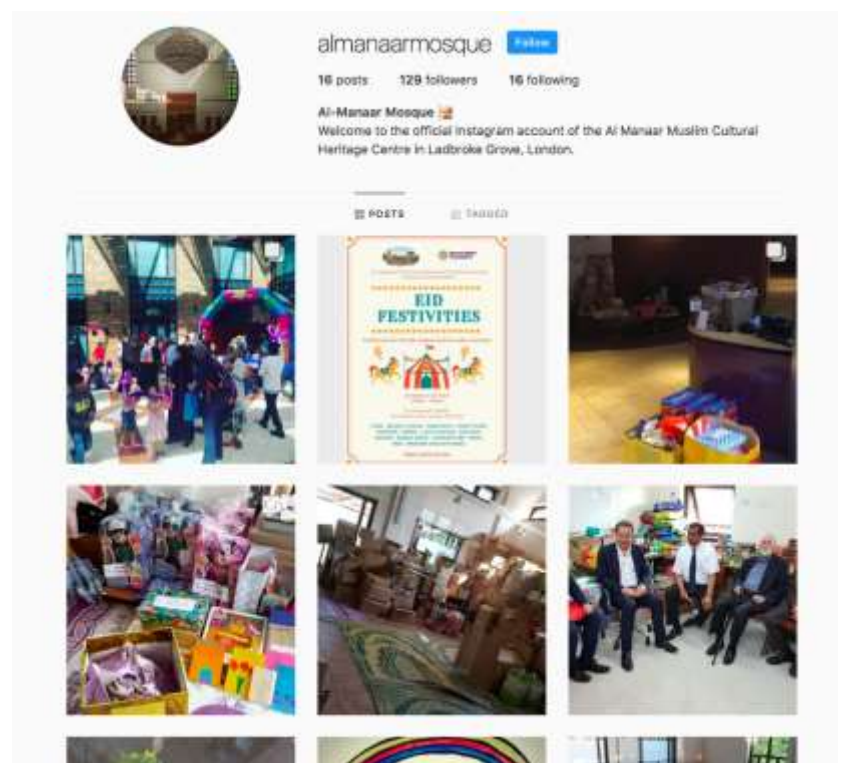 almanaarmosque Follow
16 posts 129 followers 16 following
Al-Manaar Mosque
Welcome to the official Instagram account of the Al Manaar Muslim Cultural
Heritage Centre in Ladbroke Grove, London.
POSTS TAGGED
EID
FESTIVITIES